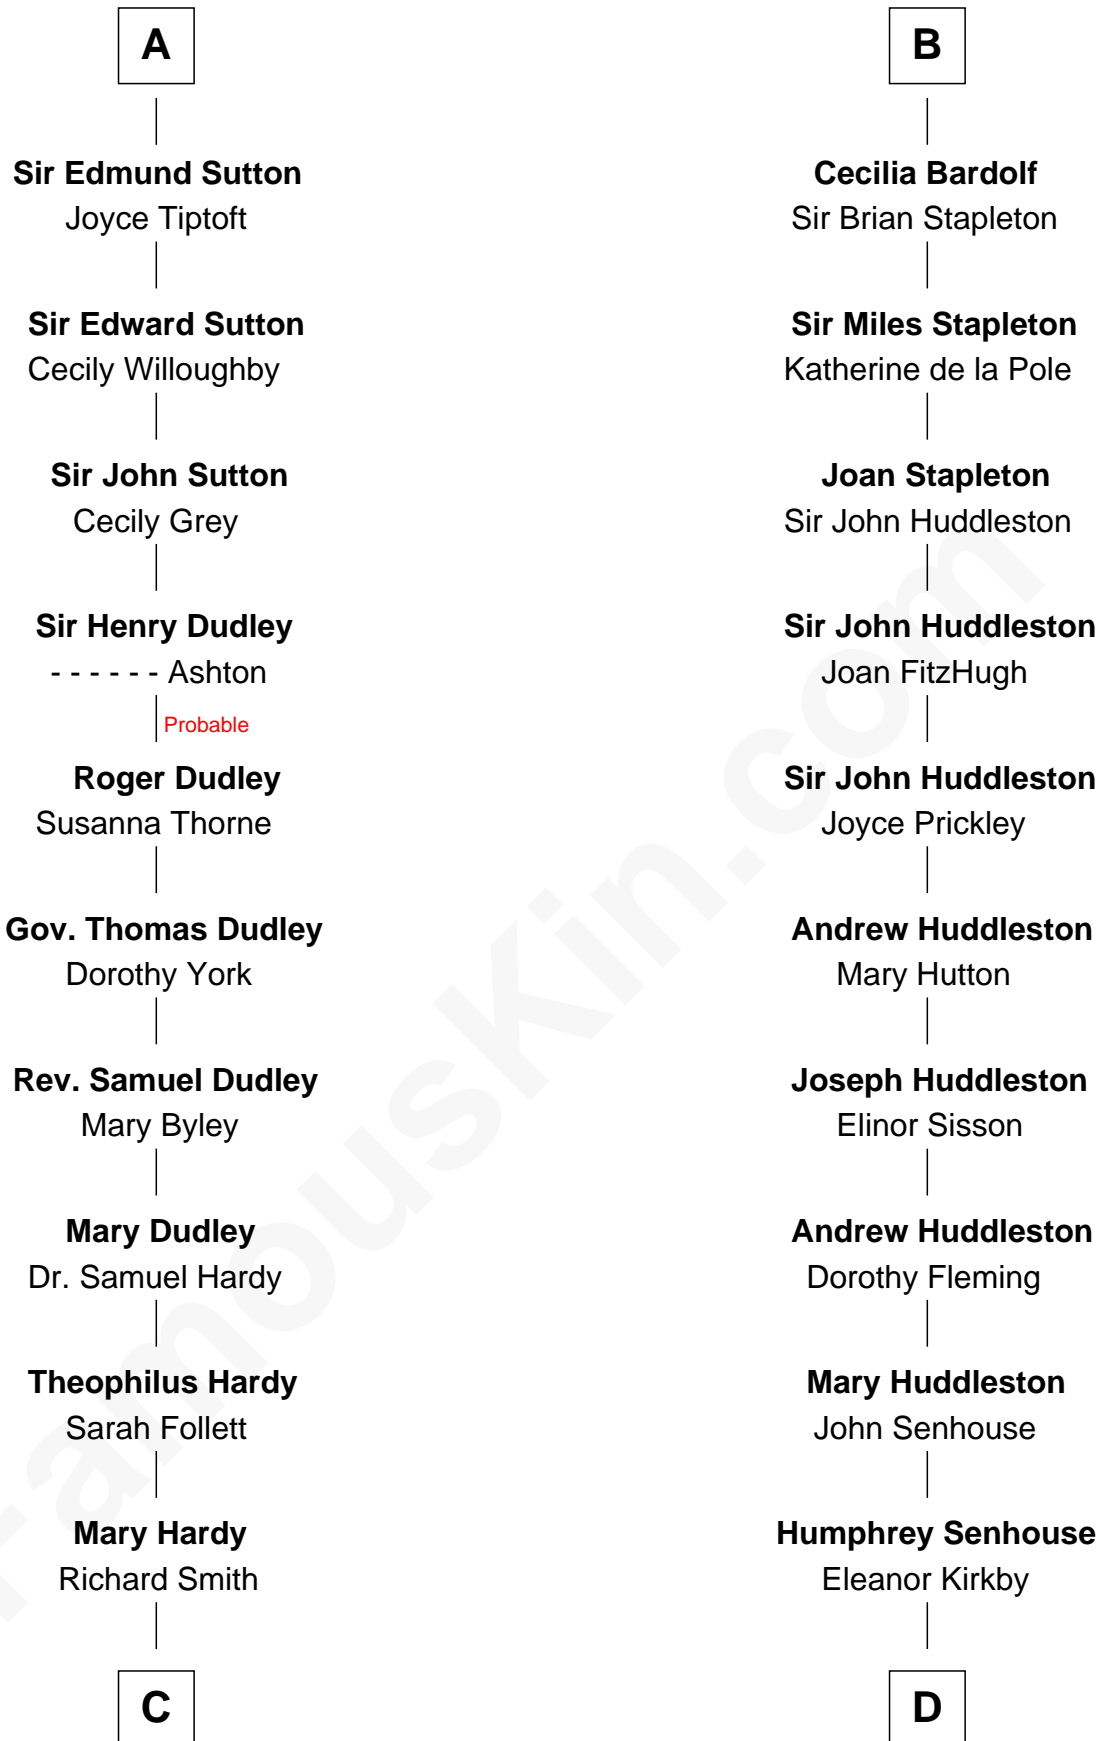 A
Sir Edmund Sutton
Joyce Tiptoft
Sir Edward Sutton
Cecily Willoughby
Sir John Sutton
Cecily Grey
Sir Henry Dudley
- - - - - - Ashton
Probable
Roger Dudley
Susanna Thorne
Gov. Thomas Dudley
Dorothy York
Rev. Samuel Dudley
Mary Byley
Mary Dudley
Dr. Samuel Hardy
Theophilus Hardy
Sarah Follett
Mary Hardy
Richard Smith
C
B
Cecilia Bardolf
Sir Brian Stapleton
Sir Miles Stapleton
Katherine de la Pole
Joan Stapleton
Sir John Huddleston
Sir John Huddleston
Joan FitzHugh
Sir John Huddleston
Joyce Prickley
Andrew Huddleston
Mary Hutton
Joseph Huddleston
Elinor Sisson
Andrew Huddleston
Dorothy Fleming
Mary Huddleston
John Senhouse
Humphrey Senhouse
Eleanor Kirkby
D
FamousKin.com